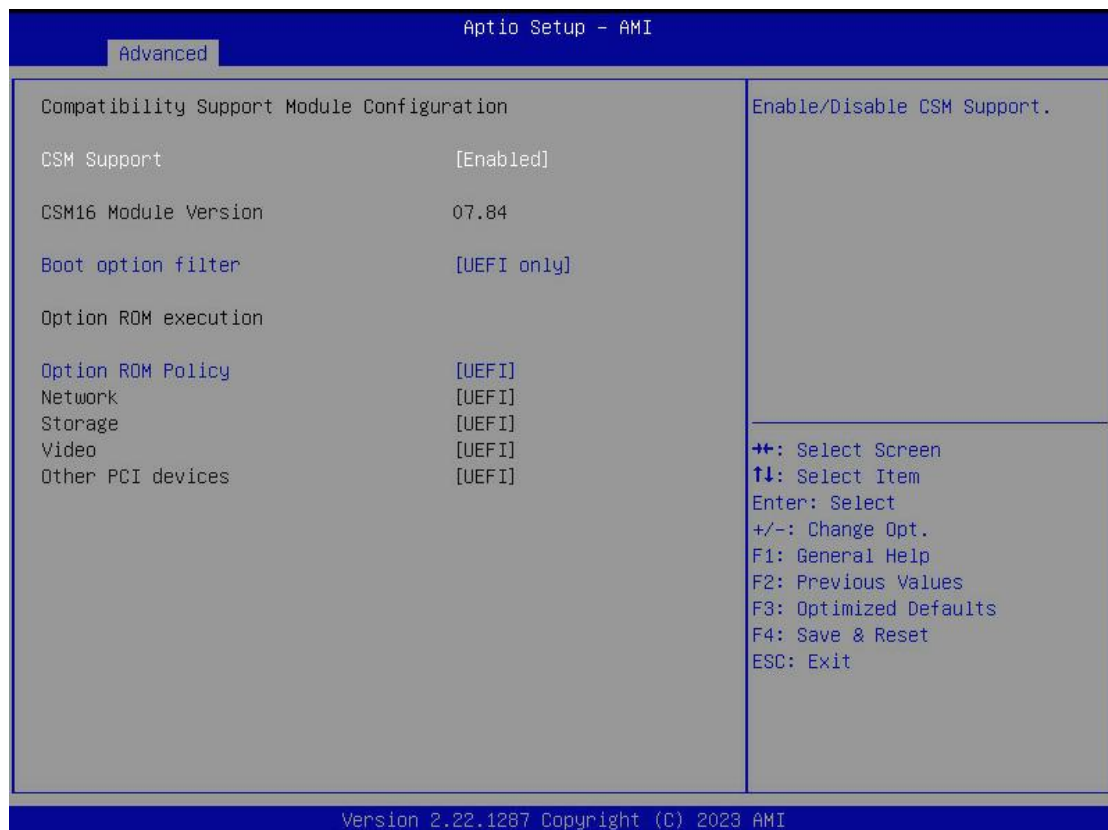 Aptio Setup – AMI
Advanced
Compatibility Support Module Configuration
CSM Support [Enabled]
CSM16 Module Version 07.84
Boot option filter [UEFI only]
Option ROM execution
Option ROM Policy [UEFI]
Network [UEFI]
Storage [UEFI]
Video [UEFI]
Other PCI devices [UEFI]
Enable/Disable CSM Support.
→←: Select Screen
↑↓: Select Item
Enter: Select
+/-: Change Opt.
F1: General Help
F2: Previous Values
F3: Optimized Defaults
F4: Save & Reset
ESC: Exit
Version 2.22.1287 Copyright (C) 2023 AMI